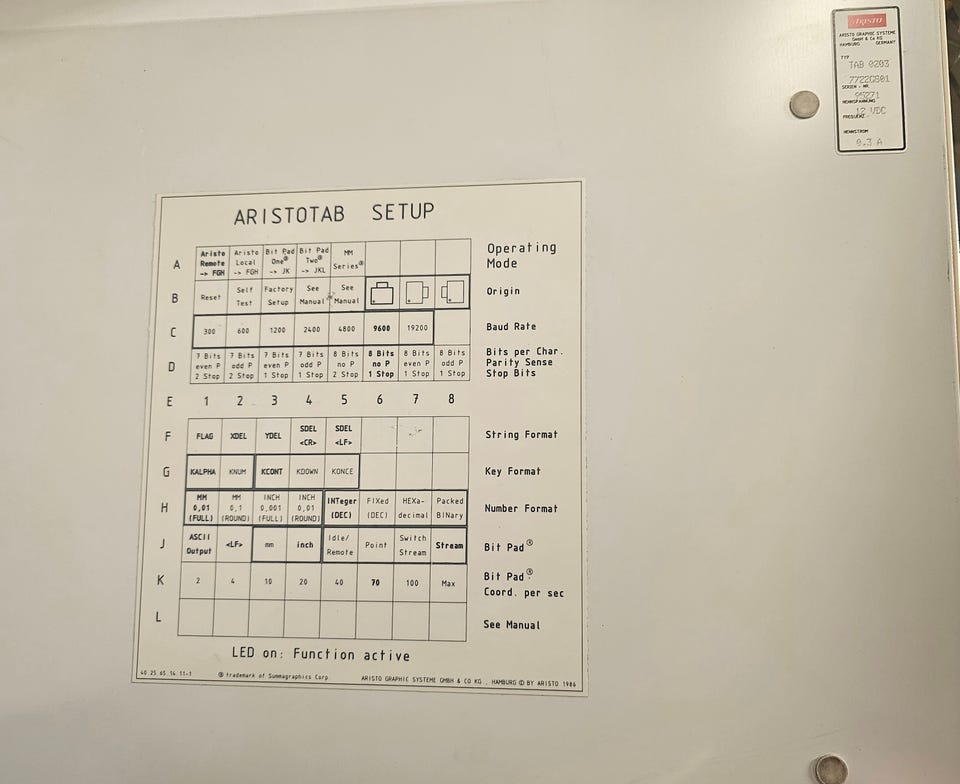 aristo
ARISTO GRAPHIC SYSTEME
GmbH & Co KG
HAMBURG GERMANY
TYP
TAB 0203
7722G801
SERIEN - NR.
95271
NENNSPANNUNG
12 VDC
FREQUENZ
NENNSTROM
0.3 A
ARISTOTAB SETUP
A
Aristo Remote -> FGH
Aristo Local -> FGH
Bit Pad One® -> JK
Bit Pad Two® -> JKL
MM Series®
Operating Mode
B
Reset
Self Test
Factory Setup
See Manual
See Manual
Origin
C 300 600 1200 2400 4800 9600 19200 Baud Rate
D
7 Bits even P 2 Stop
7 Bits odd P 2 Stop
7 Bits even P 1 Stop
7 Bits odd P 1 Stop
8 Bits no P 2 Stop
8 Bits no P 1 Stop
8 Bits even P 1 Stop
8 Bits odd P 1 Stop
Bits per Char.
Parity Sense
Stop Bits
E 1 2 3 4 5 6 7 8
F
FLAG
XDEL
YDEL
SDEL <CR>
SDEL <LF>
String Format
G KALPHA KNUM KCONT KDOWN KONCE Key Format
H
MM 0,01 (FULL)
MM 0,1 (ROUND)
INCH 0,001 (FULL)
INCH 0,01 (ROUND)
INTeger (DEC)
FIXed (DEC)
HEXa- decimal
Packed BINary
Number Format
J
ASCII Output
<LF>
mm
inch
Idle/ Remote
Point
Switch Stream
Stream
Bit Pad®
K 2 4 10 20 40 70 100 Max
Bit Pad®
Coord. per sec
L See Manual
LED on: Function active
40 25 65 14 11-1 ® trademark of Summagraphics Corp ARISTO GRAPHIC SYSTEME GMBH & CO KG , HAMBURG © BY ARISTO 1986